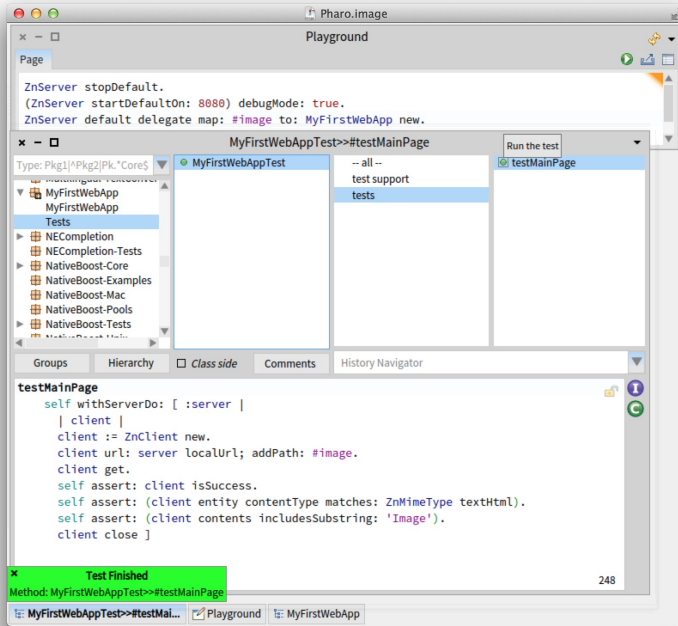 Pharo.image
Playground
Page
ZnServer stopDefault.
(ZnServer startDefaultOn: 8080) debugMode: true.
ZnServer default delegate map: #image to: MyFirstWebApp new.
MyFirstWebAppTest>>#testMainPage
Run the test
Type: Pkg1|^Pkg2|Pk.*Core$
MyFirstWebApp
MyFirstWebApp
Tests
NECompletion
NECompletion-Tests
NativeBoost-Core
NativeBoost-Examples
NativeBoost-Mac
NativeBoost-Pools
NativeBoost-Tests
MyFirstWebAppTest
-- all --
test support
tests
testMainPage
Groups
Hierarchy
Class side
Comments
History Navigator
testMainPage
self withServerDo: [ :server |
| client |
client := ZnClient new.
client url: server localUrl; addPath: #image.
client get.
self assert: client isSuccess.
self assert: (client entity contentType matches: ZnMimeType textHtml).
self assert: (client contents includesSubstring: 'Image').
client close ]
I
C
248
Test Finished
Method: MyFirstWebAppTest>>#testMainPage
MyFirstWebAppTest>>#testMai...
Playground
MyFirstWebApp